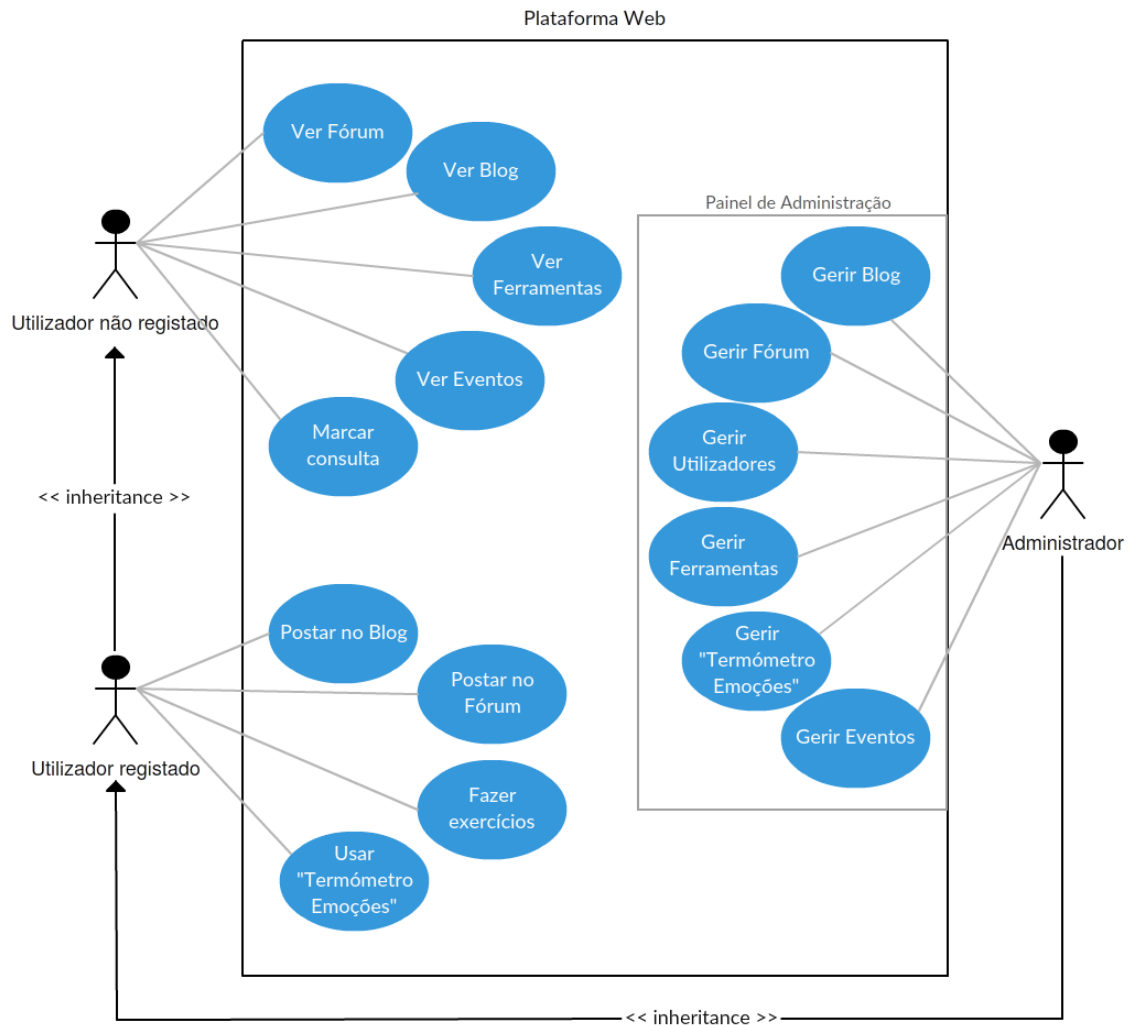 Plataforma Web
Ver Fórum
Ver Blog
Ver
Ferramentas
Ver Eventos
Marcar
consulta
Utilizador não registado
<< inheritance >>
Postar no Blog
Postar no
Fórum
Fazer
exercícios
Usar
"Termómetro
Emoções"
Utilizador registado
Painel de Administração
Gerir Blog
Gerir Fórum
Gerir
Utilizadores
Gerir
Ferramentas
Gerir
"Termómetro
Emoções"
Gerir Eventos
Administrador
<< inheritance >>